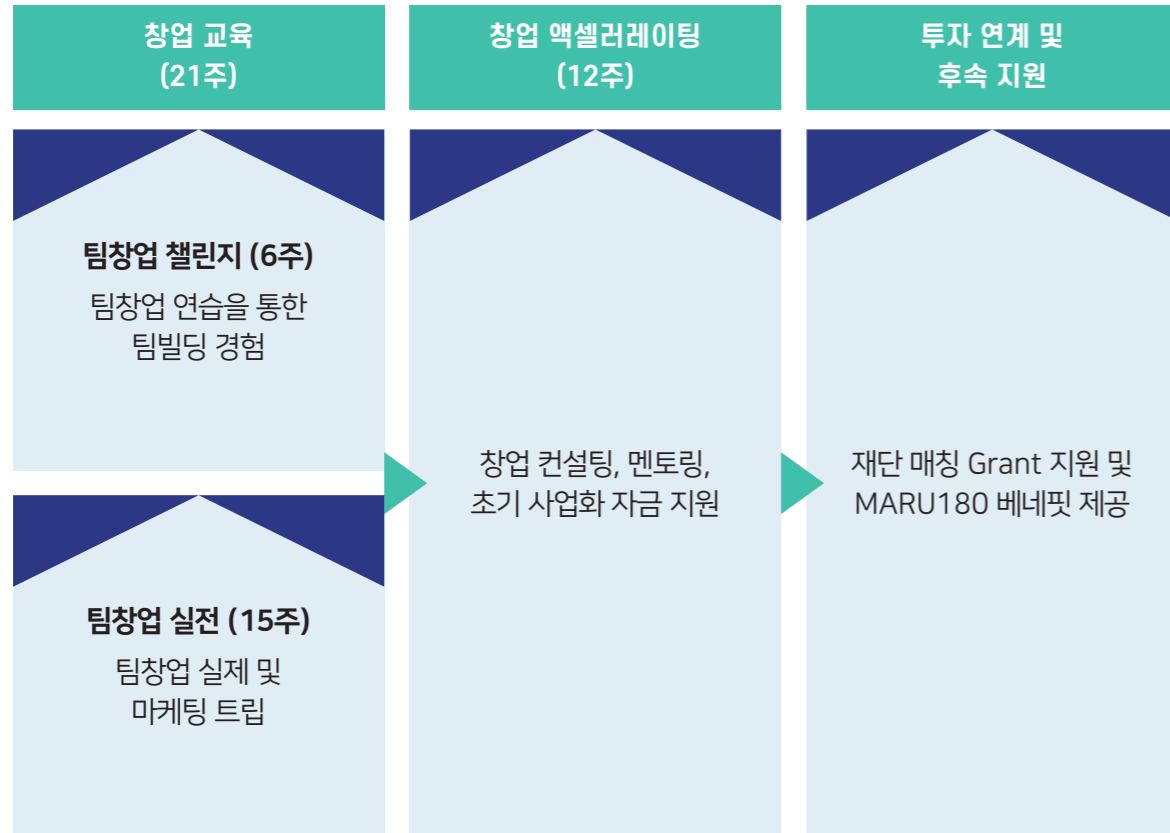 창업 교육
(21주)
팀창업 챌린지 (6주)
팀창업 연습을 통한
팀빌딩 경험
팀창업 실전 (15주)
팀창업 실제 및
마케팅 트립
창업 액셀러레이팅
(12주)
창업 컨설팅, 멘토링,
초기 사업화 자금 지원
투자 연계 및
후속 지원
재단 매칭 Grant 지원 및
MARU180 베네핏 제공